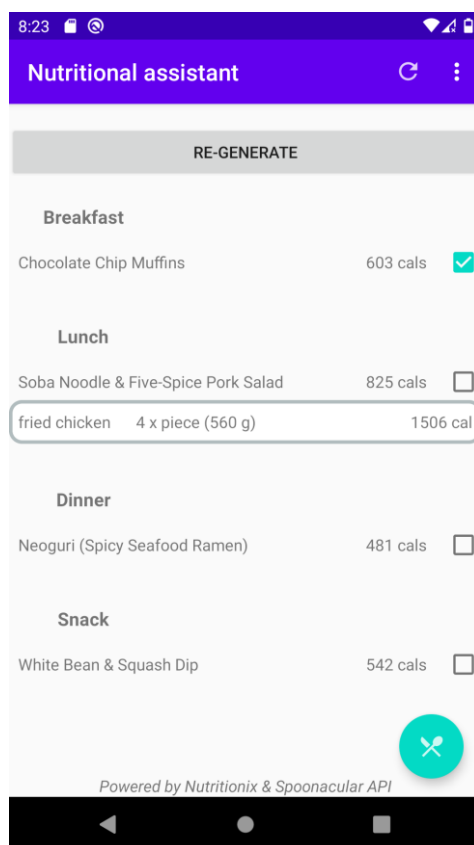 8:23
Nutritional assistant
RE-GENERATE
Breakfast
Chocolate Chip Muffins 603 cals
Lunch
Soba Noodle & Five-Spice Pork Salad 825 cals
fried chicken 4 x piece (560 g) 1506 cal
Dinner
Neoguri (Spicy Seafood Ramen) 481 cals
Snack
White Bean & Squash Dip 542 cals
Powered by Nutritionix & Spoonacular API